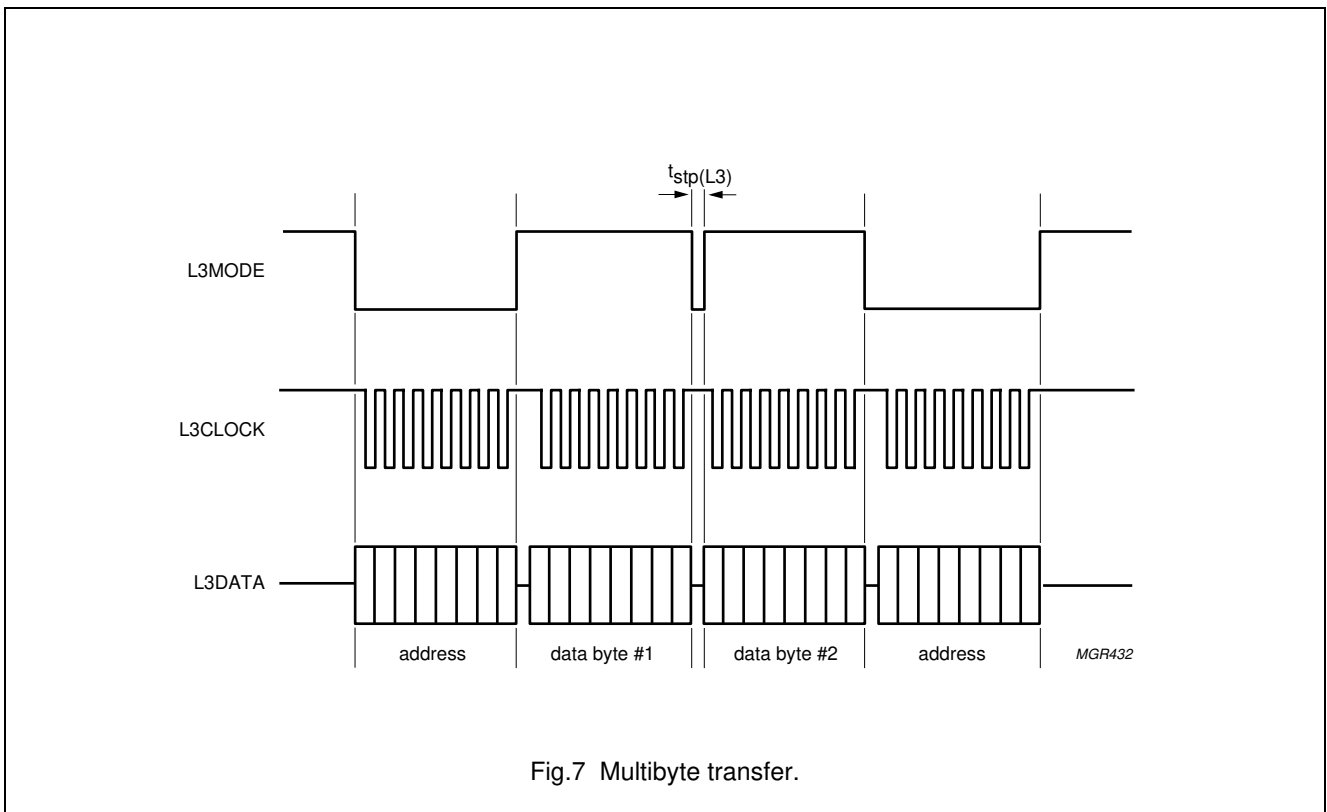 tstp(L3)
L3MODE
L3CLOCK
L3DATA
address data byte #1 data byte #2 address MGR432
Fig.7 Multibyte transfer.